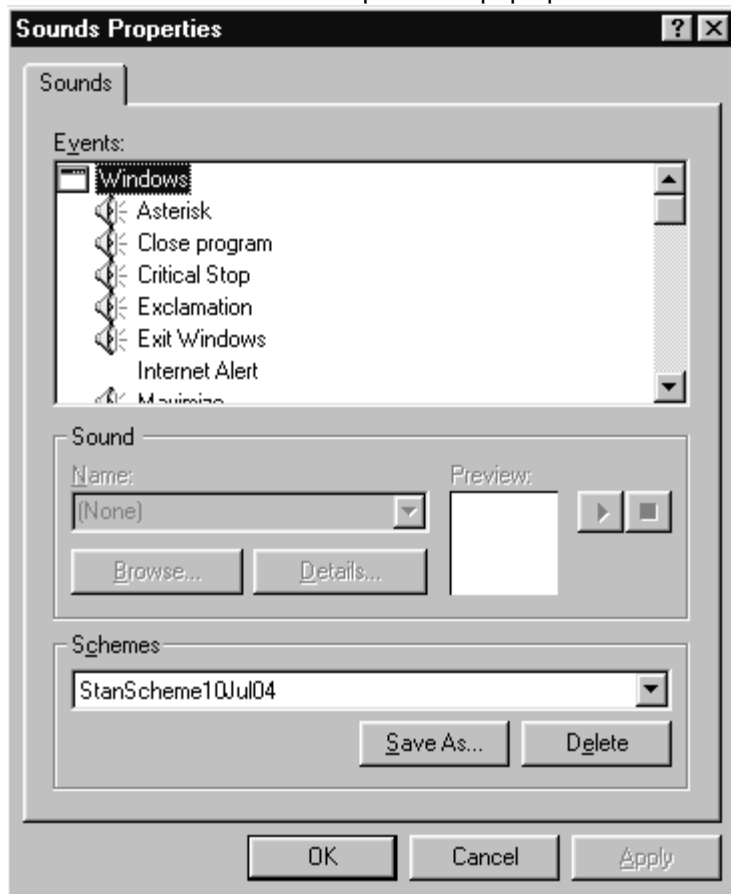 Sounds Properties
Sounds
Events:
Windows
Asterisk
Close program
Critical Stop
Exclamation
Exit Windows
Internet Alert
Maximize
Sound
Name:
Preview:
(None)
Browse...
Details...
Schemes
StanScheme10Jul04
Save As...
Delete
OK
Cancel
Apply